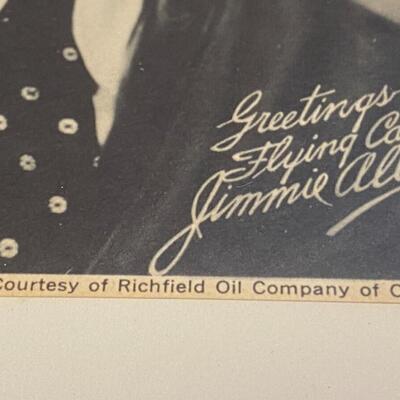 Greetings
Flying
Jimmie
Courtesy of Richfield Oil Company of